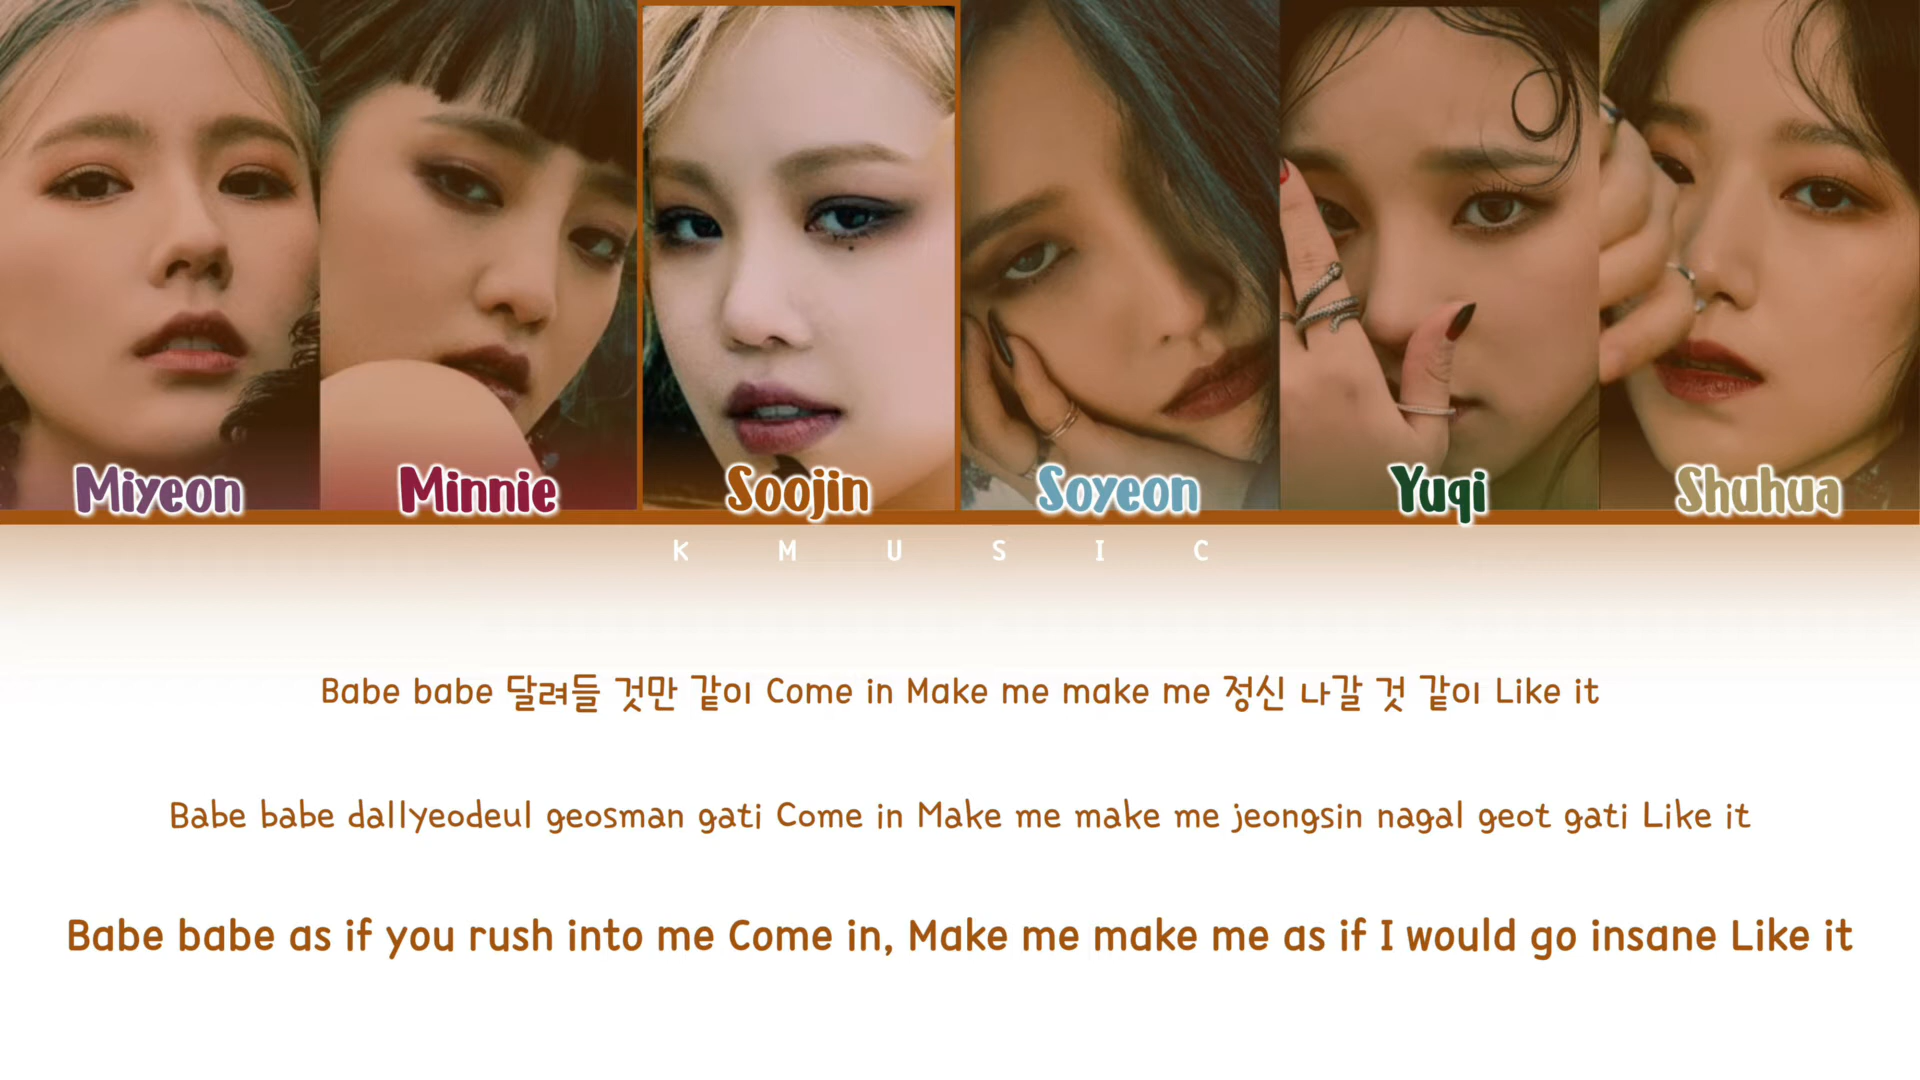 Miyeon Minnie Soojin Soyeon Yuqi Shuhua
K M U S I C
Babe babe 달려들 것만 같이 Come in Make me make me 정신 나갈 것 같이 Like it
Babe babe dallyeodeul geosman gati Come in Make me make me jeongsin nagal geot gati Like it
Babe babe as if you rush into me Come in, Make me make me as if I would go insane Like it